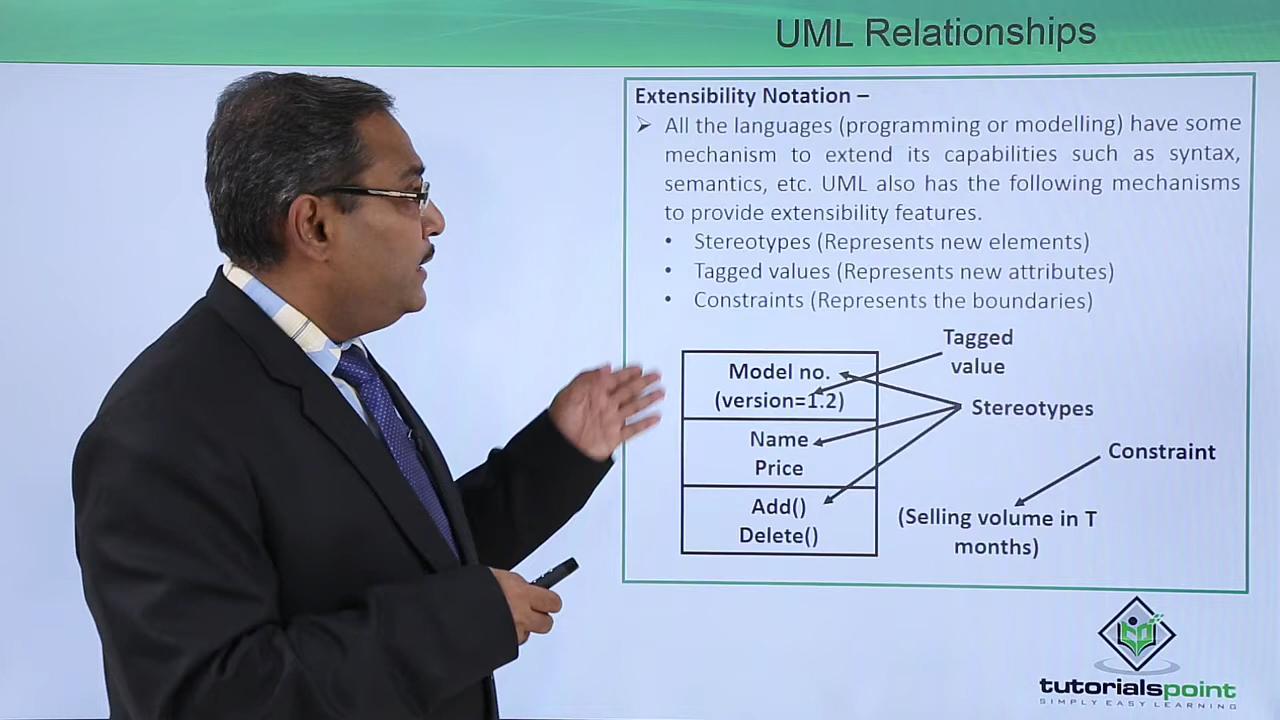 UML Relationships
Extensibility Notation –
➢ All the languages (programming or modelling) have some
mechanism to extend its capabilities such as syntax,
semantics, etc. UML also has the following mechanisms
to provide extensibility features.
• Stereotypes (Represents new elements)
• Tagged values (Represents new attributes)
• Constraints (Represents the boundaries)
Tagged
value
Model no.
(version=1.2)
Stereotypes
Name
Price
Constraint
Add()
Delete()
(Selling volume in T
months)
tutorialspoint
SIMPLY EASY LEARNING